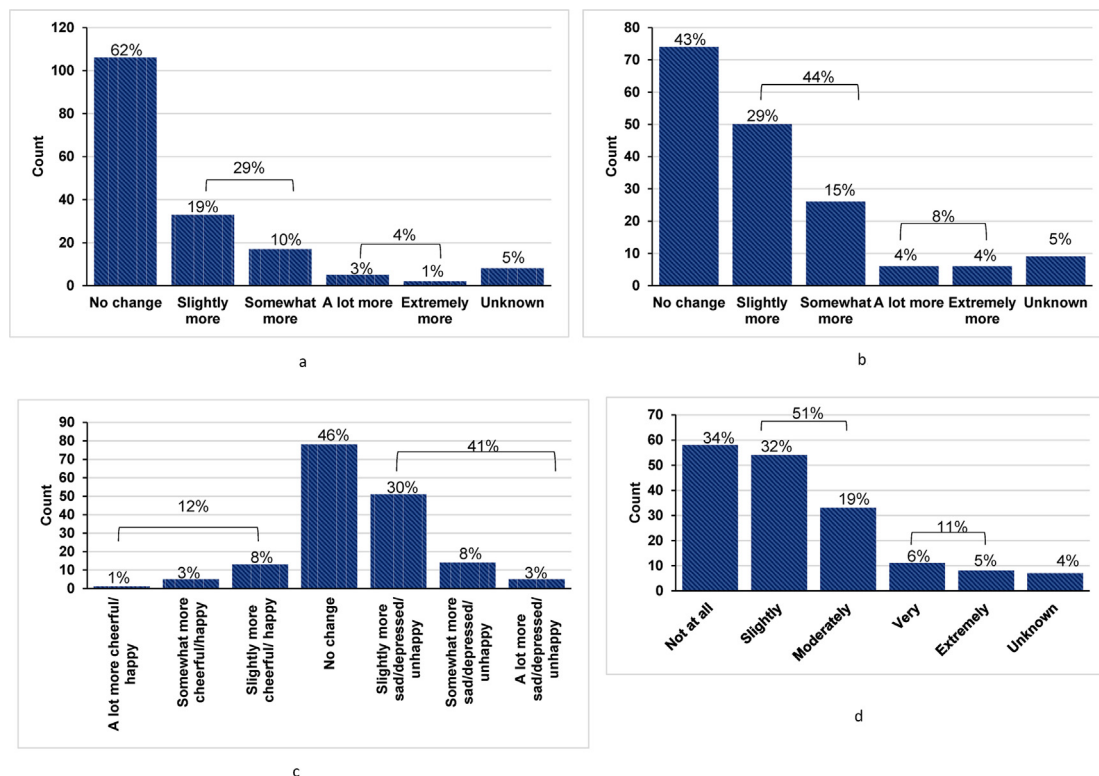 120
100
80
60
40
20
0
Count
62%
19%
29%
10%
3%
4%
1%
5%
No change
Slightly
more
Somewhat
more
A lot more
Extremely
more
Unknown
a
80
70
60
50
40
30
20
10
0
Count
43%
29%
44%
15%
4%
8%
4%
5%
No change
Slightly
more
Somewhat
more
A lot more
Extremely
more
Unknown
b
90
80
70
60
50
40
30
20
10
0
Count
1%
12%
3%
8%
46%
30%
41%
8%
3%
A lot more cheerful/
happy
Somewhat more
cheerful/happy
Slightly more
cheerful/ happy
No change
Slightly more
sad/depressed/
unhappy
Somewhat more
sad/depressed/
unhappy
A lot more
sad/depressed/
unhappy
c
70
60
50
40
30
20
10
0
Count
34%
32%
51%
19%
6%
11%
5%
4%
Not at all
Slightly
Moderately
Very
Extremely
Unknown
d